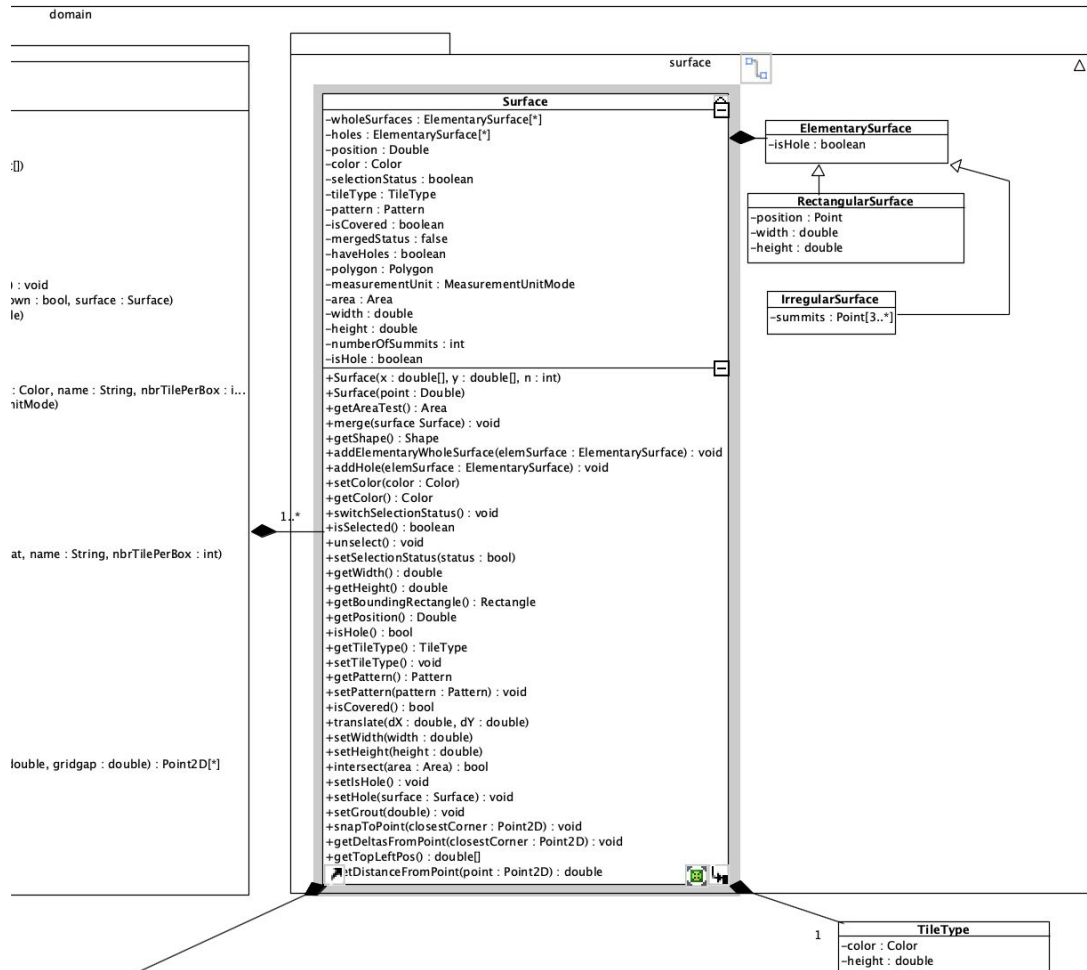 domain
surface
Surface
-wholeSurfaces : ElementarySurface[*]
-holes : ElementarySurface[*]
-position : Double
-color : Color
-selectionStatus : boolean
-tileType : TileType
-pattern : Pattern
-isCovered : boolean
-mergedStatus : false
-haveHoles : boolean
-polygon : Polygon
-measurementUnit : MeasurementUnitMode
-area : Area
-width : double
-height : double
-numberOfSummits : int
-isHole : boolean
+Surface(x : double[], y : double[], n : int)
+Surface(point : Double)
+getAreaTest() : Area
+merge(surface Surface) : void
+getShape() : Shape
+addElementaryWholeSurface(elemSurface : ElementarySurface) : void
+addHole(elemSurface : ElementarySurface) : void
+setColor(color : Color)
+getColor() : Color
+switchSelectionStatus() : void
+isSelected() : boolean
+unselect() : void
+setSelectionStatus(status : bool)
+getWidth() : double
+getHeight() : double
+getBoundingRectangle() : Rectangle
+getPosition() : Double
+isHole() : bool
+getTileType() : TileType
+setTileType() : void
+getPattern() : Pattern
+setPattern(pattern : Pattern) : void
+isCovered() : bool
+translate(dX : double, dY : double)
+setWidth(width : double)
+setHeight(height : double)
+intersect(area : Area) : bool
+setIsHole() : void
+setHole(surface : Surface) : void
+setGrout(double) : void
+snapToPoint(closestCorner : Point2D) : void
+getDeltasFromPoint(closestCorner : Point2D) : void
+getTopLeftPos() : double[]
etDistanceFromPoint(point : Point2D) : double
ElementarySurface
-isHole : boolean
RectangularSurface
-position : Point
-width : double
-height : double
IrregularSurface
-summits : Point[3..*]
[])
) : void
own : bool, surface : Surface)
le)
: Color, name : String, nbrTilePerBox : i...
nitMode)
1..*
at, name : String, nbrTilePerBox : int)
double, gridgap : double) : Point2D[*]
1
TileType
-color : Color
-height : double